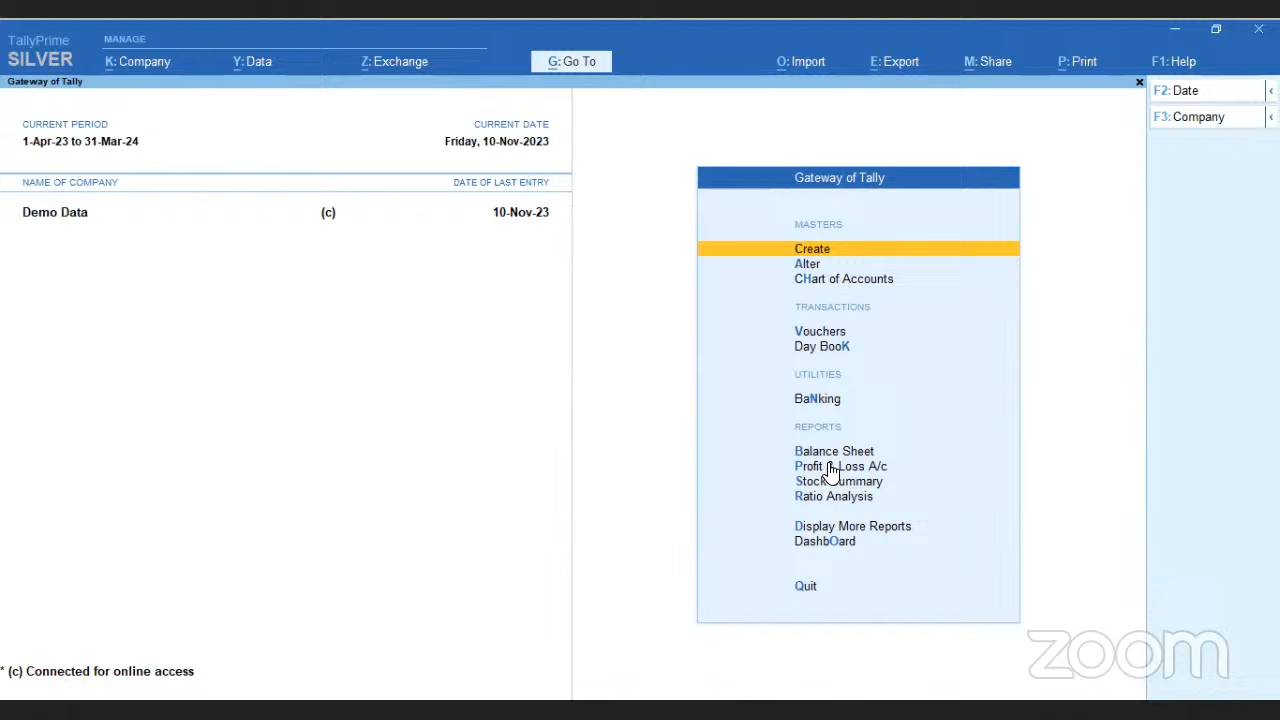 TallyPrime
SILVER
MANAGE
K: Company
Y: Data
Z: Exchange
G: Go To
O: Import
E: Export
M: Share
P: Print
F1: Help
Gateway of Tally
F2: Date
F3: Company
CURRENT PERIOD
CURRENT DATE
1-Apr-23 to 31-Mar-24
Friday, 10-Nov-2023
NAME OF COMPANY
DATE OF LAST ENTRY
Demo Data
(c)
10-Nov-23
Gateway of Tally
MASTERS
Create
Alter
CHart of Accounts
TRANSACTIONS
Vouchers
Day BooK
UTILITIES
BaNking
REPORTS
Balance Sheet
Profit & Loss A/c
Stock Summary
Ratio Analysis
Display More Reports
DashbOard
Quit
* (c) Connected for online access
zoom